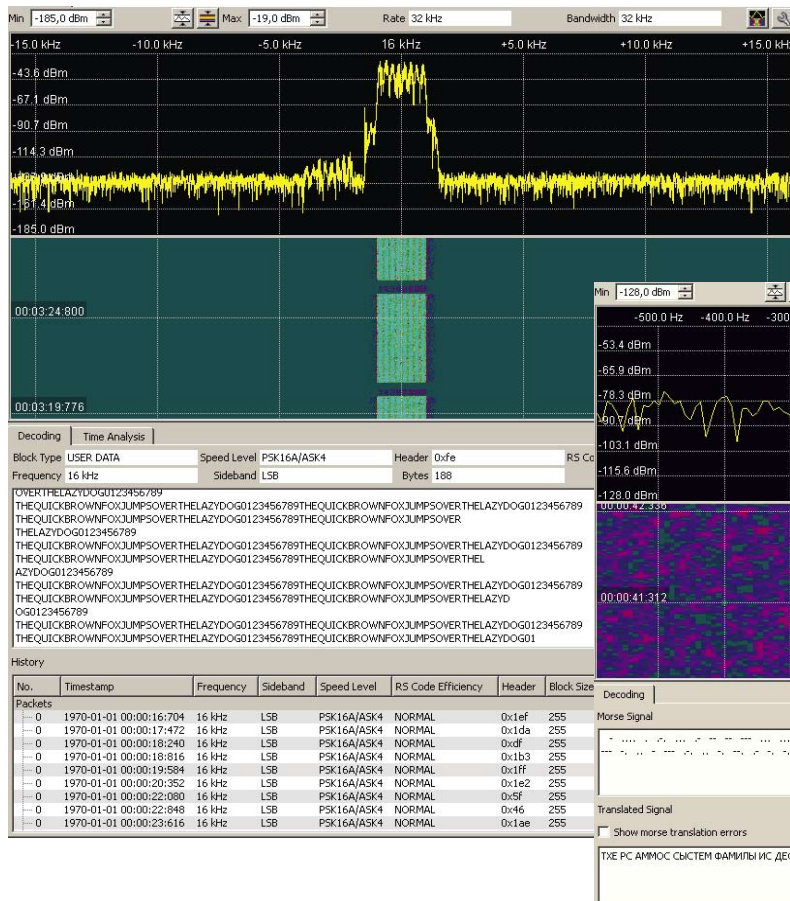 Min -185,0 dBm Max -19,0 dBm Rate 32 kHz Bandwidth 32 kHz
-15.0 kHz -10.0 kHz -5.0 kHz 16 kHz +5.0 kHz +10.0 kHz +15.0 kHz
-43.6 dBm
-67.1 dBm
-90.7 dBm
-114.3 dBm
-151.4 dBm
-185.0 dBm
00:03:24:800
00:03:19:776
Decoding Time Analysis
Block Type USER DATA Speed Level PSK16A/ASK4 Header 0xfe RS Co
Frequency 16 kHz Sideband LSB Bytes 188
OVERTHELAZYDOG0123456789
THEQUICKBROWNFOXJUMPSOVERTHELAZYDOG0123456789THEQUICKBROWNFOXJUMPSOVERTHELAZYDOG0123456789
THEQUICKBROWNFOXJUMPSOVERTHELAZYDOG0123456789THEQUICKBROWNFOXJUMPSOVER
THELAZYDOG0123456789
THEQUICKBROWNFOXJUMPSOVERTHELAZYDOG0123456789THEQUICKBROWNFOXJUMPSOVERTHELAZYDOG0123456789
THEQUICKBROWNFOXJUMPSOVERTHELAZYDOG0123456789THEQUICKBROWNFOXJUMPSOVERTHEL
AZYDOG0123456789
THEQUICKBROWNFOXJUMPSOVERTHELAZYDOG0123456789THEQUICKBROWNFOXJUMPSOVERTHELAZYDOG0123456789
THEQUICKBROWNFOXJUMPSOVERTHELAZYDOG0123456789THEQUICKBROWNFOXJUMPSOVERTHELAZYD
OG0123456789
THEQUICKBROWNFOXJUMPSOVERTHELAZYDOG0123456789THEQUICKBROWNFOXJUMPSOVERTHELAZYDOG0123456789
THEQUICKBROWNFOXJUMPSOVERTHELAZYDOG0123456789THEQUICKBROWNFOXJUMPSOVERTHELAZYDOG01
History
No. Timestamp Frequency Sideband Speed Level RS Code Efficiency Header Block Size
Packets
0 1970-01-01 00:00:16:704 16 kHz LSB PSK16A/ASK4 NORMAL 0x1ef 255
0 1970-01-01 00:00:17:472 16 kHz LSB PSK16A/ASK4 NORMAL 0x1da 255
0 1970-01-01 00:00:18:240 16 kHz LSB PSK16A/ASK4 NORMAL 0xdf 255
0 1970-01-01 00:00:18:816 16 kHz LSB PSK16A/ASK4 NORMAL 0x1b3 255
0 1970-01-01 00:00:19:584 16 kHz LSB PSK16A/ASK4 NORMAL 0x1ff 255
0 1970-01-01 00:00:20:352 16 kHz LSB PSK16A/ASK4 NORMAL 0x1e2 255
0 1970-01-01 00:00:22:080 16 kHz LSB PSK16A/ASK4 NORMAL 0x5f 255
0 1970-01-01 00:00:22:848 16 kHz LSB PSK16A/ASK4 NORMAL 0x46 255
0 1970-01-01 00:00:23:616 16 kHz LSB PSK16A/ASK4 NORMAL 0x1ae 255
Min -128,0 dBm
-500.0 Hz -400.0 Hz -300
-53.4 dBm
-65.9 dBm
-78.3 dBm
-90.7 dBm
-103.1 dBm
-115.6 dBm
-128.0 dBm
00:00:42:336
00:00:41:312
Decoding
Morse Signal
Translated Signal
Show morse translation errors
ТХЕ РС АММОС СЫСТЕМ ФАМИЛЫ ИС ДЕС